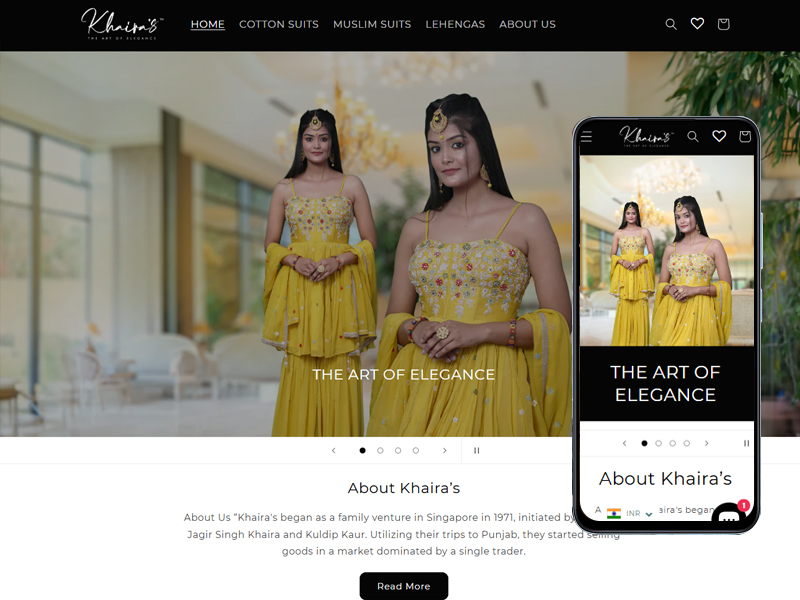 Khaira's™
THE ART OF ELEGANCE
HOME COTTON SUITS MUSLIM SUITS LEHENGAS ABOUT US
THE ART OF ELEGANCE
About Khaira's
About Us "Khaira's began as a family venture in Singapore in 1971, initiated by
Jagir Singh Khaira and Kuldip Kaur. Utilizing their trips to Punjab, they started selling
goods in a market dominated by a single trader.
Read More
Khaira's™
THE ART OF ELEGANCE
THE ART OF
ELEGANCE
About Khaira's
A aira's began
INR
1